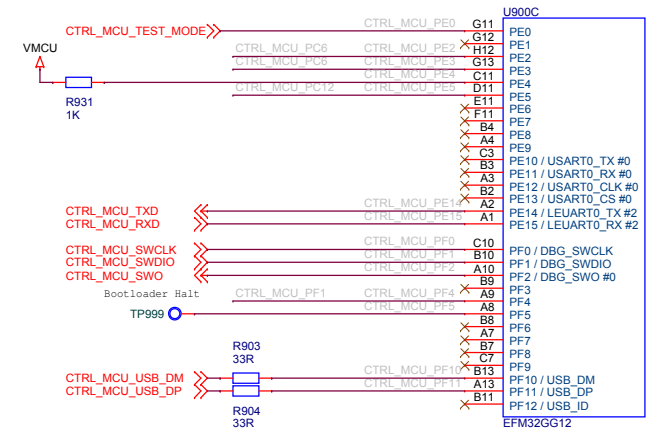 U900C
CTRL_MCU_TEST_MODE
CTRL_MCU_PE0
G11
PE0
G12
PE1
VMCU
CTRL_MCU_PC6
CTRL_MCU_PE2
H12
PE2
CTRL_MCU_PC6
CTRL_MCU_PE3
G13
PE3
CTRL_MCU_PE4
C11
PE4
R931
1K
CTRL_MCU_PC12
CTRL_MCU_PE5
D11
PE5
E11
PE6
F11
PE7
B4
PE8
A4
PE9
C3
PE10 / USART0_TX #0
B3
PE11 / USART0_RX #0
A3
PE12 / USART0_CLK #0
B2
PE13 / USART0_CS #0
CTRL_MCU_TXD
CTRL_MCU_PE14
A2
PE14 / LEUART0_TX #2
CTRL_MCU_RXD
CTRL_MCU_PE15
A1
PE15 / LEUART0_RX #2
CTRL_MCU_SWCLK
CTRL_MCU_PF0
C10
PF0 / DBG_SWCLK
CTRL_MCU_SWDIO
CTRL_MCU_PF1
B10
PF1 / DBG_SWDIO
CTRL_MCU_SWO
CTRL_MCU_PF2
A10
PF2 / DBG_SWO #0
B9
PF3
Bootloader Halt
CTRL_MCU_PF1
CTRL_MCU_PF4
A9
PF4
TP999
CTRL_MCU_PF5
A8
PF5
B8
PF6
A7
PF7
B7
PF8
C7
PF9
R903
33R
CTRL_MCU_USB_DM
CTRL_MCU_PF10
B13
PF10 / USB_DM
CTRL_MCU_USB_DP
CTRL_MCU_PF11
A13
PF11 / USB_DP
B11
PF12 / USB_ID
R904
33R
EFM32GG12